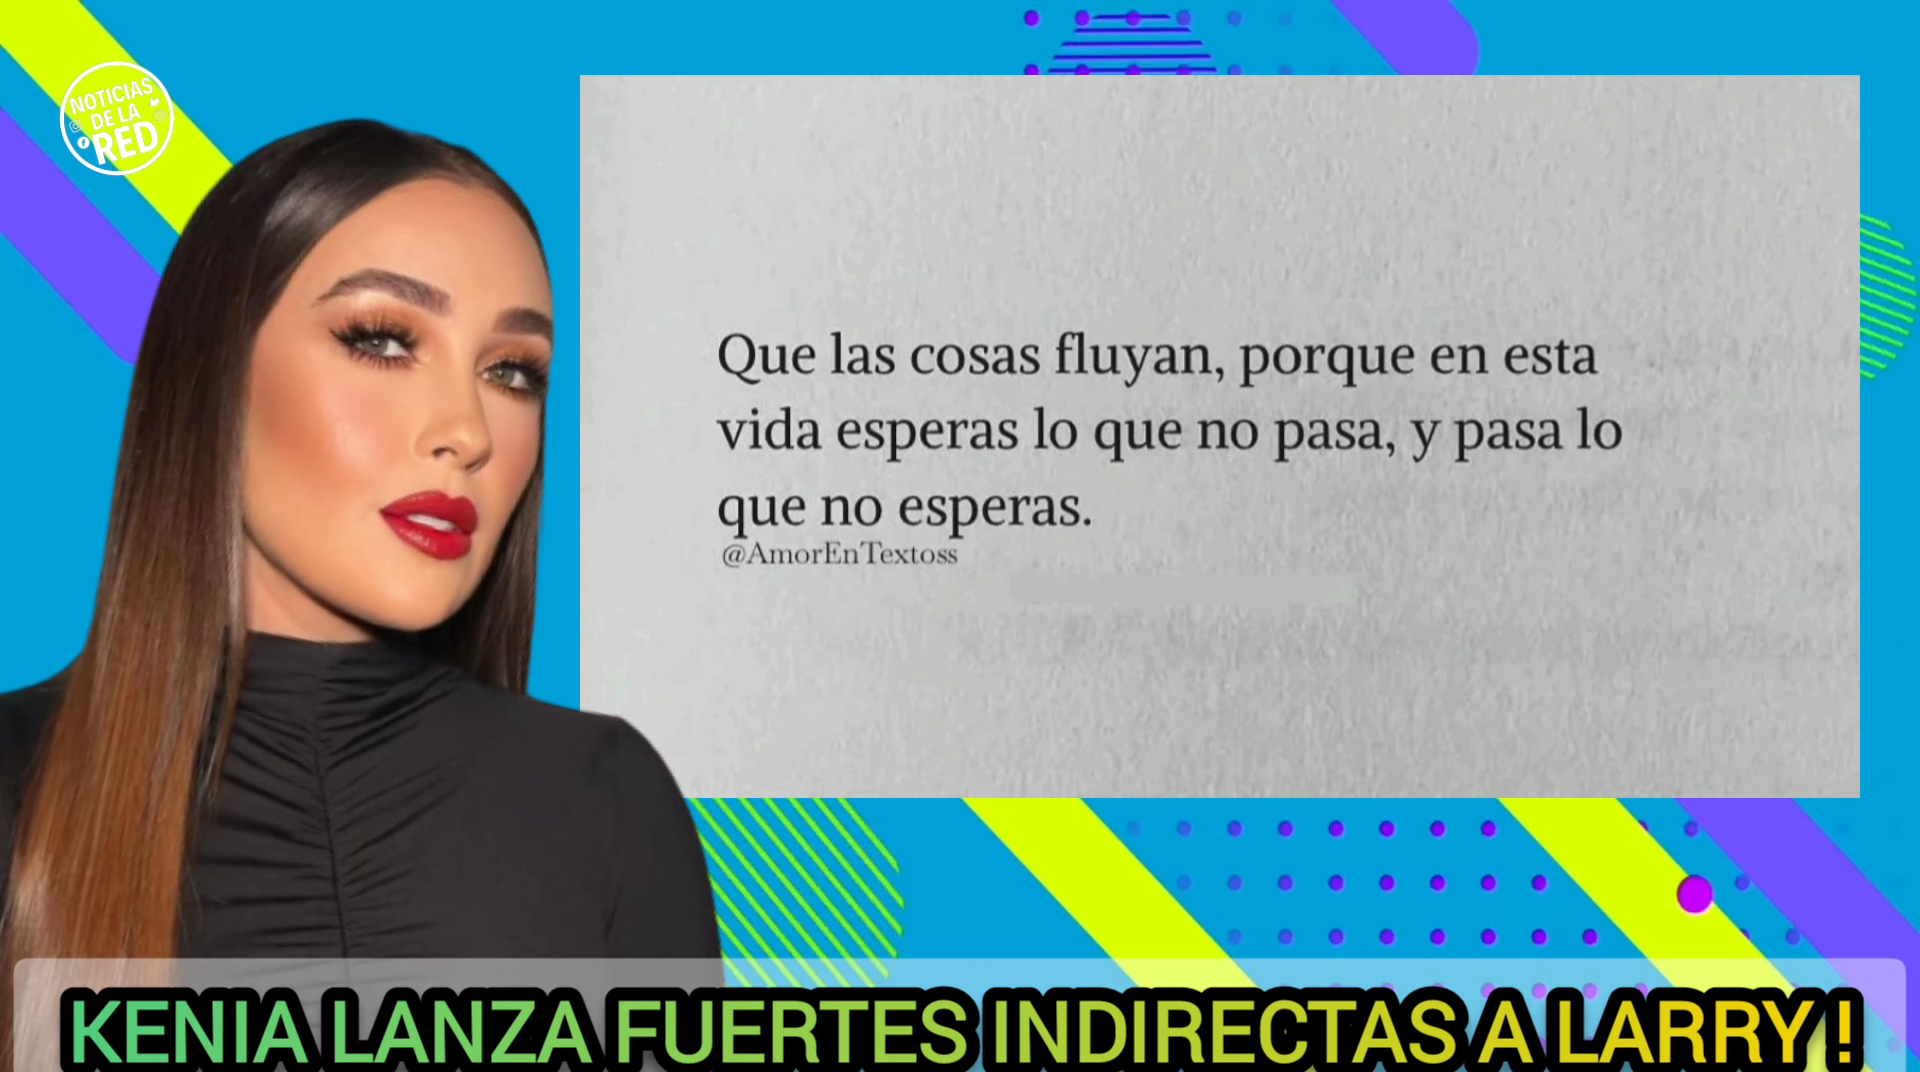 NOTICIAS
DE LA
RED
Que las cosas fluyan, porque en esta
vida esperas lo que no pasa, y pasa lo
que no esperas.
@AmorEnTextoss
KENIA LANZA FUERTES INDIRECTAS A LARRY !